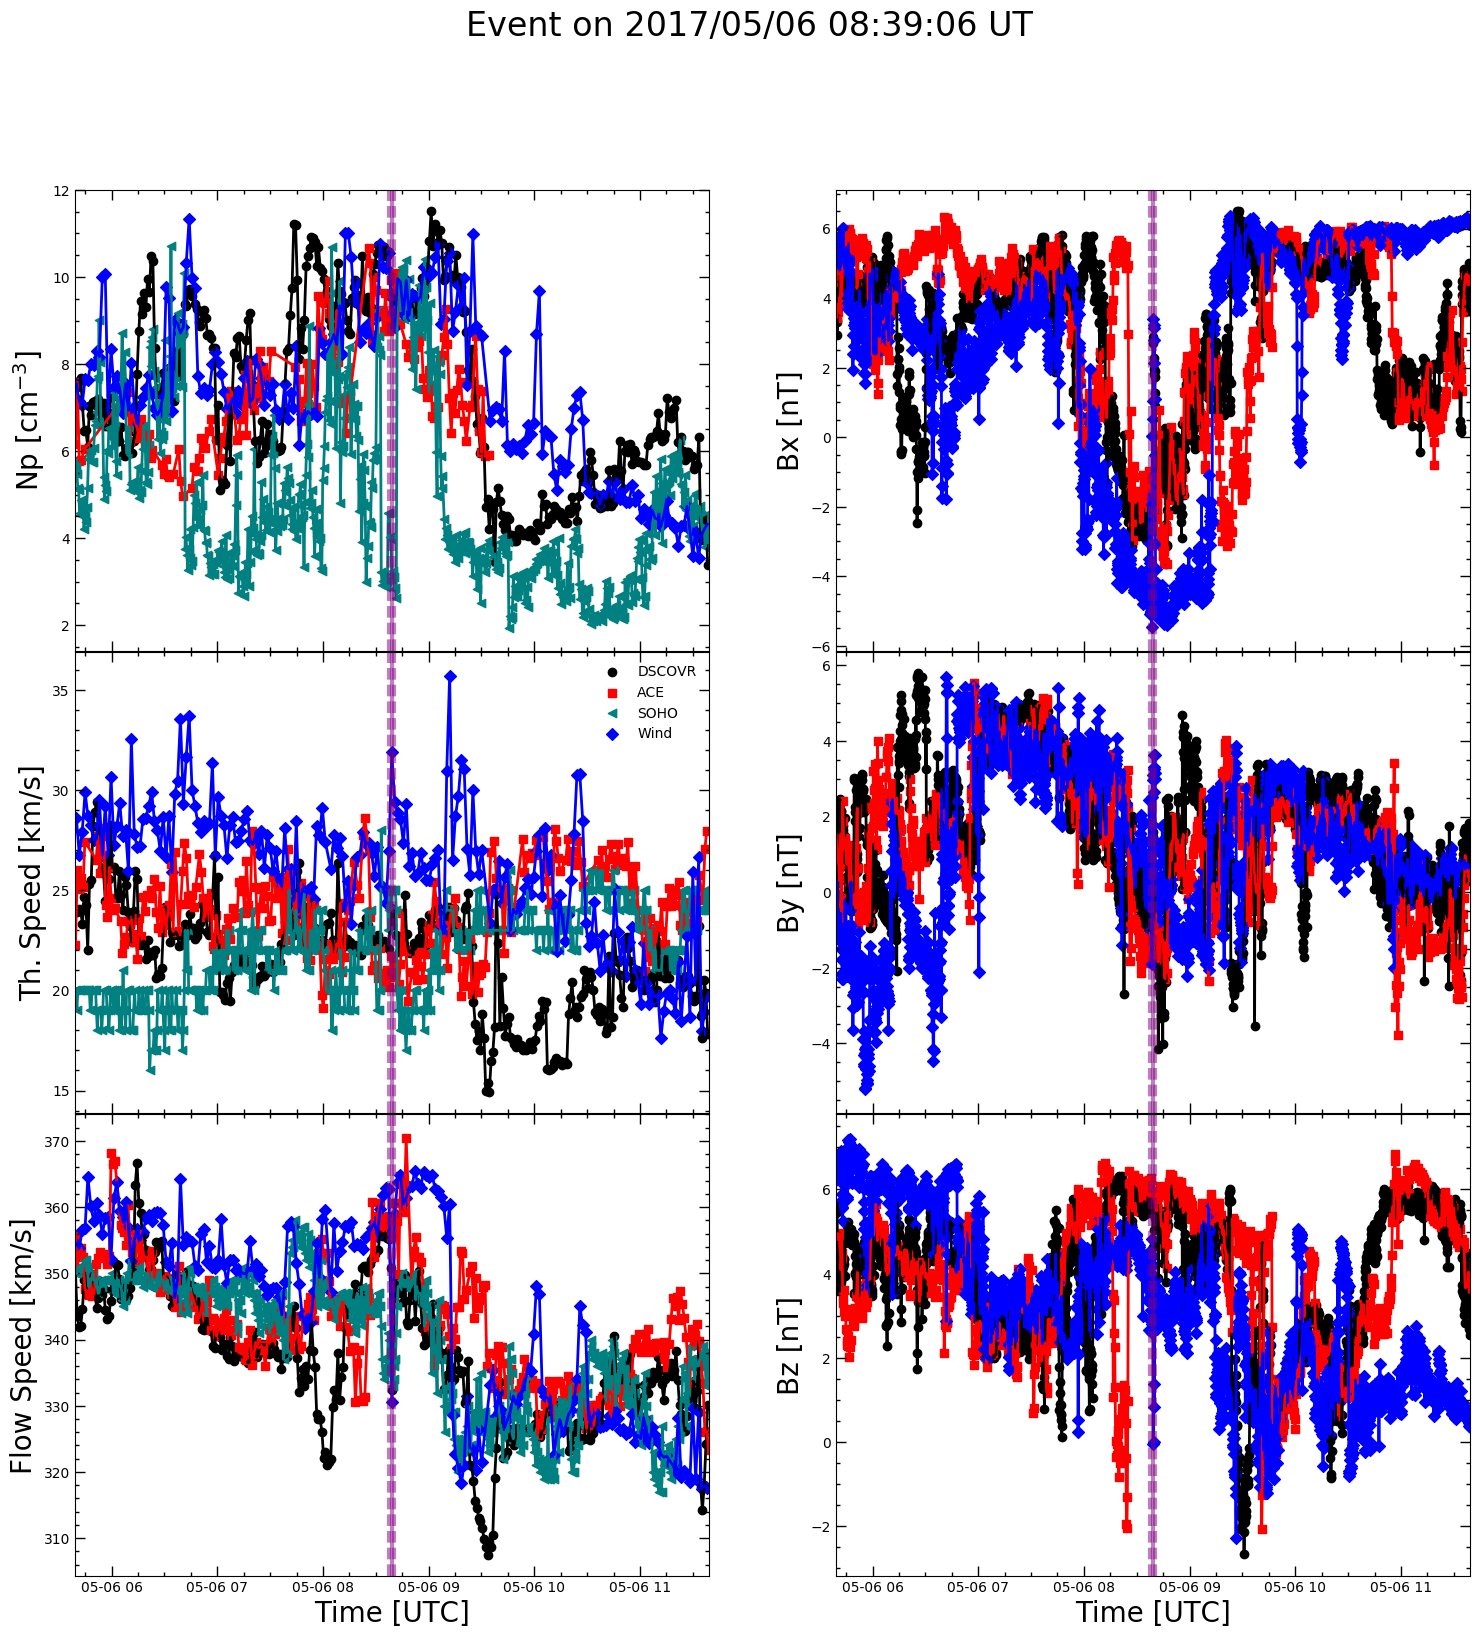 Event on 2017/05/06 08:39:06 UT
12
10
8
6
4
2
Np [cm⁻³]
6
4
2
0
−2
−4
−6
Bx [nT]
35
30
25
20
15
Th. Speed [km/s]
DSCOVR
ACE
SOHO
Wind
6
4
2
0
−2
−4
By [nT]
370
360
350
340
330
320
310
Flow Speed [km/s]
6
4
2
0
−2
Bz [nT]
05-06 06 05-06 07 05-06 08 05-06 09 05-06 10 05-06 11
Time [UTC]
05-06 06 05-06 07 05-06 08 05-06 09 05-06 10 05-06 11
Time [UTC]